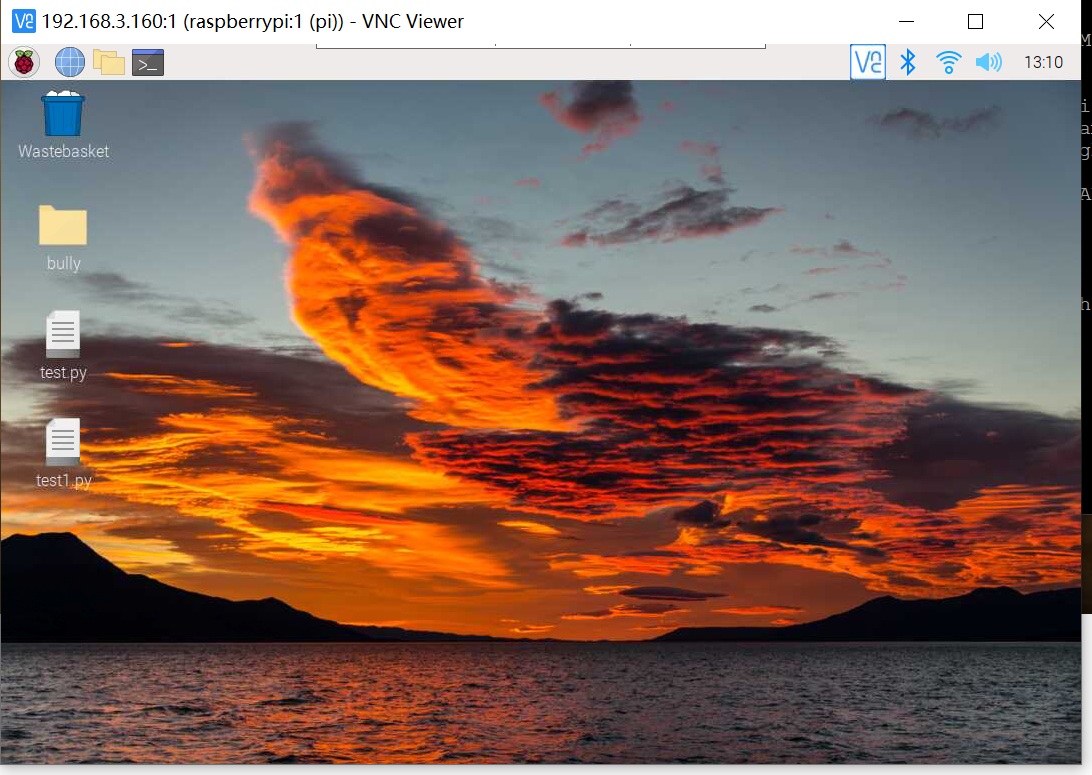 192.168.3.160:1 (raspberrypi:1 (pi)) - VNC Viewer
13:10
Wastebasket
bully
test.py
test1.py
M
i
a
g
A
h